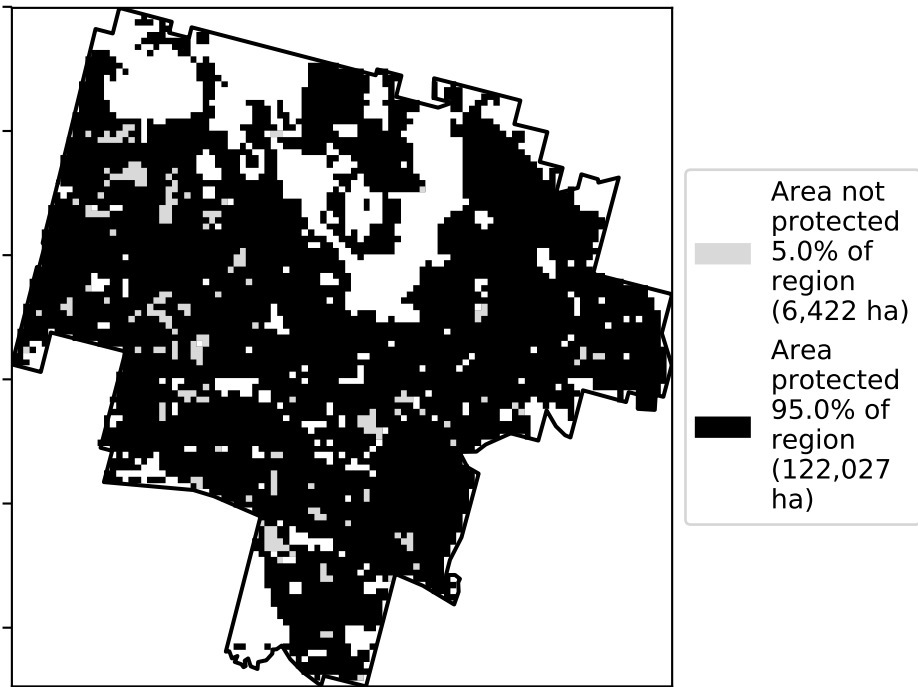 Area not
protected
5.0% of
region
(6,422 ha)
Area
protected
95.0% of
region
(122,027
ha)